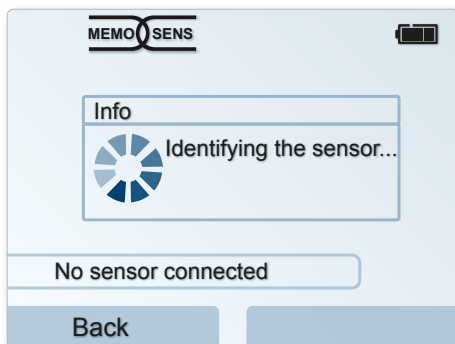 MEMO SENS
Info
Identifying the sensor...
No sensor connected
Back